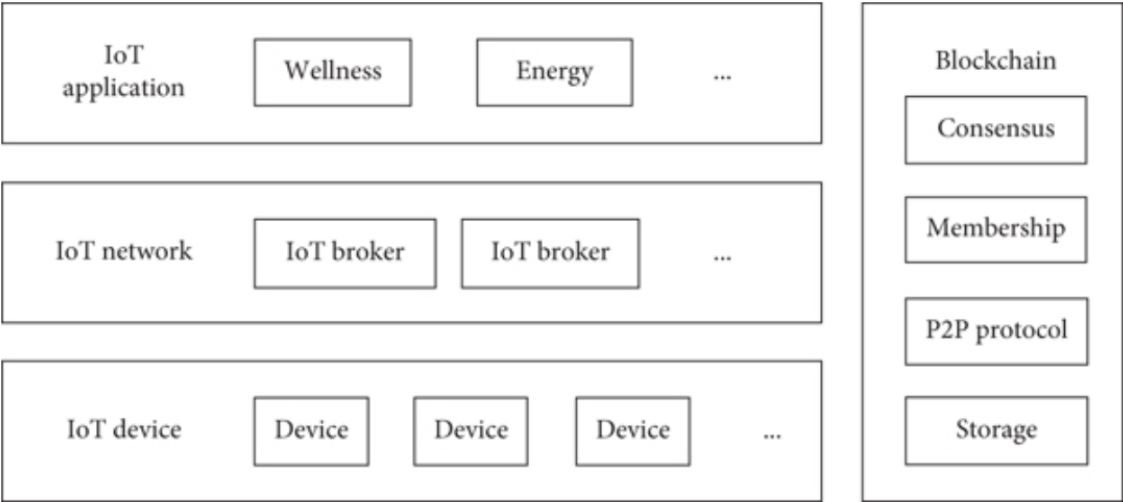 IoT
application
Wellness
Energy
...
IoT network
IoT broker
IoT broker
...
IoT device
Device
Device
Device
...
Blockchain
Consensus
Membership
P2P protocol
Storage